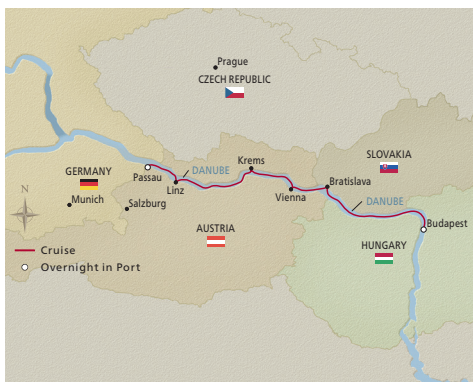 Prague
CZECH REPUBLIC
SLOVAKIA
Krems
DANUBE
GERMANY
Passau
Linz
Bratislava
Munich
Salzburg
Vienna
DANUBE
Budapest
N
AUSTRIA
HUNGARY
Cruise
Overnight in Port